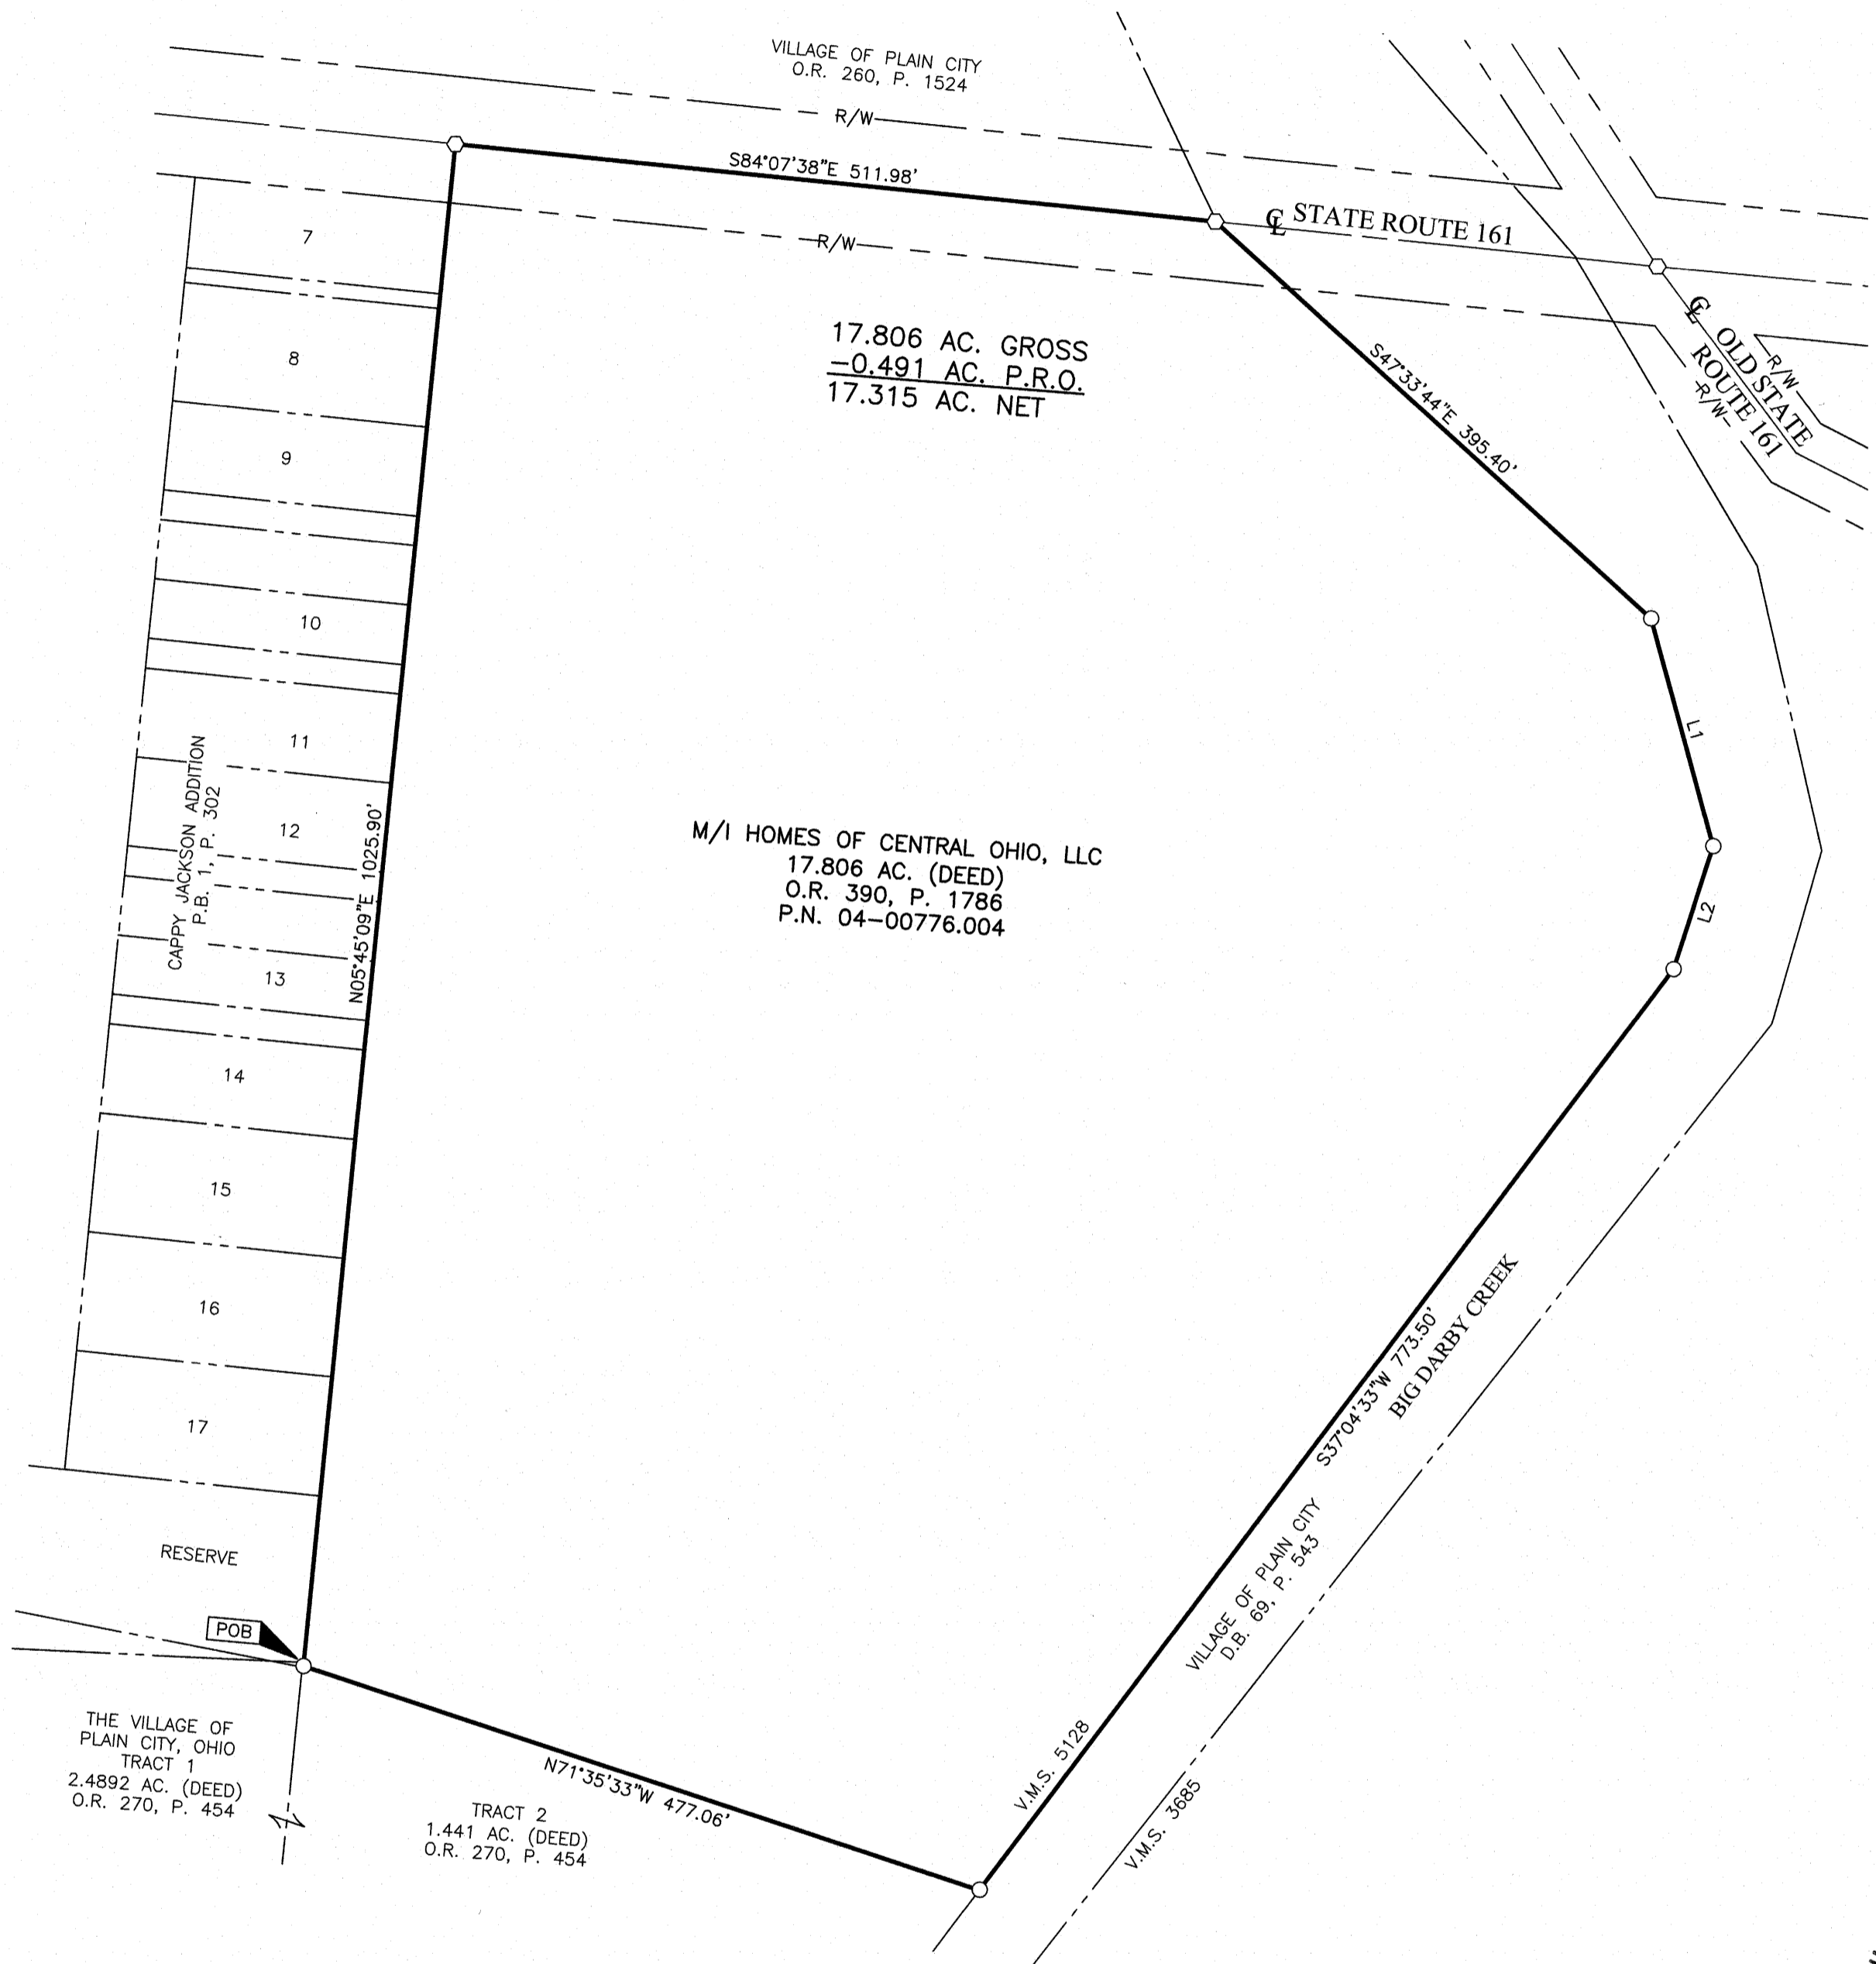 VILLAGE OF PLAIN CITY
O.R. 260, P. 1524
R/W
S84°07'38"E 511.98'
R/W
℄ STATE ROUTE 161
℄ OLD STATE
ROUTE 161
R/W
R/W
17.806 AC. GROSS
-0.491 AC. P.R.O.
17.315 AC. NET
S47°33'44"E 395.40'
7
8
9
10
11
12
13
14
15
16
17
CAPPY JACKSON ADDITION
P.B. 1, P. 302
N05°45'09"E 1025.90'
M/I HOMES OF CENTRAL OHIO, LLC
17.806 AC. (DEED)
O.R. 390, P. 1786
P.N. 04-00776.004
L1
L2
S37°04'33"W 773.50'
BIG DARBY CREEK
VILLAGE OF PLAIN CITY
D.B. 69, P. 543
V.M.S. 5128
V.M.S. 3685
RESERVE
POB
THE VILLAGE OF
PLAIN CITY, OHIO
TRACT 1
2.4892 AC. (DEED)
O.R. 270, P. 454
Z
N71°35'33"W 477.06'
TRACT 2
1.441 AC. (DEED)
O.R. 270, P. 454